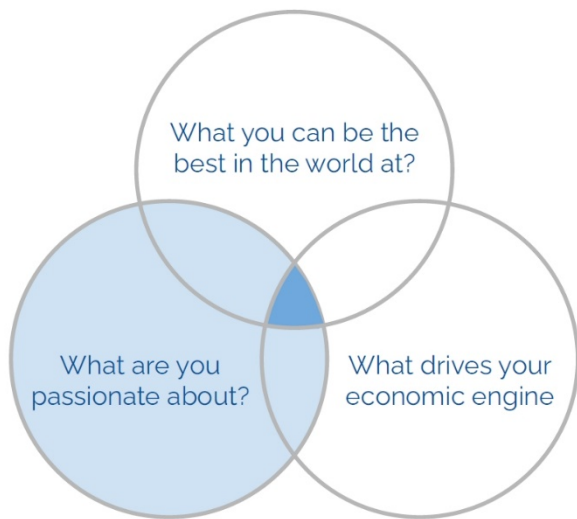 What you can be the
best in the world at?
What are you
passionate about?
What drives your
economic engine